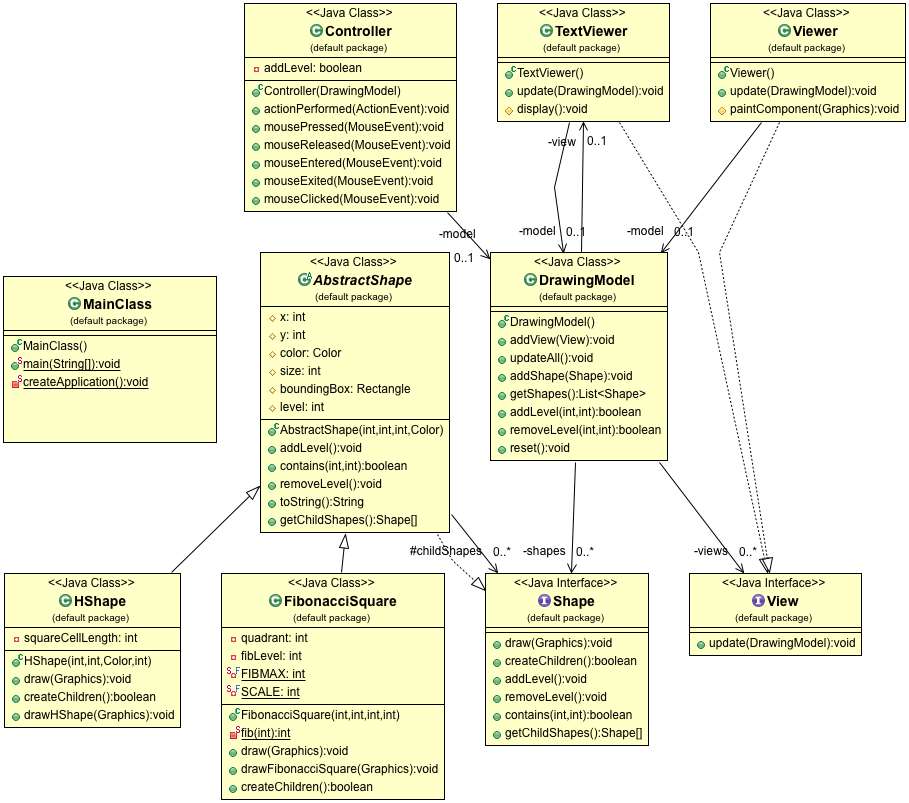 <<Java Class>>
Controller
(default package)
addLevel: boolean
Controller(DrawingModel)
actionPerformed(ActionEvent):void
mousePressed(MouseEvent):void
mouseReleased(MouseEvent):void
mouseEntered(MouseEvent):void
mouseExited(MouseEvent):void
mouseClicked(MouseEvent):void
<<Java Class>>
TextViewer
(default package)
TextViewer()
update(DrawingModel):void
display():void
<<Java Class>>
Viewer
(default package)
Viewer()
update(DrawingModel):void
paintComponent(Graphics):void
-view
0..1
-model
0..1
-model
0..1
-model
0..1
<<Java Class>>
MainClass
(default package)
MainClass()
main(String[]):void
createApplication():void
<<Java Class>>
AbstractShape
(default package)
x: int
y: int
color: Color
size: int
boundingBox: Rectangle
level: int
AbstractShape(int,int,int,Color)
addLevel():void
contains(int,int):boolean
removeLevel():void
toString():String
getChildShapes():Shape[]
<<Java Class>>
DrawingModel
(default package)
DrawingModel()
addView(View):void
updateAll():void
addShape(Shape):void
getShapes():List<Shape>
addLevel(int,int):boolean
removeLevel(int,int):boolean
reset():void
#childShapes
0..*
-shapes
0..*
-views
0..*
<<Java Class>>
HShape
(default package)
squareCellLength: int
HShape(int,int,Color,int)
draw(Graphics):void
createChildren():boolean
drawHShape(Graphics):void
<<Java Class>>
FibonacciSquare
(default package)
quadrant: int
fibLevel: int
FIBMAX: int
SCALE: int
FibonacciSquare(int,int,int,int)
fib(int):int
draw(Graphics):void
drawFibonacciSquare(Graphics):void
createChildren():boolean
<<Java Interface>>
Shape
(default package)
draw(Graphics):void
createChildren():boolean
addLevel():void
removeLevel():void
contains(int,int):boolean
getChildShapes():Shape[]
<<Java Interface>>
View
(default package)
update(DrawingModel):void